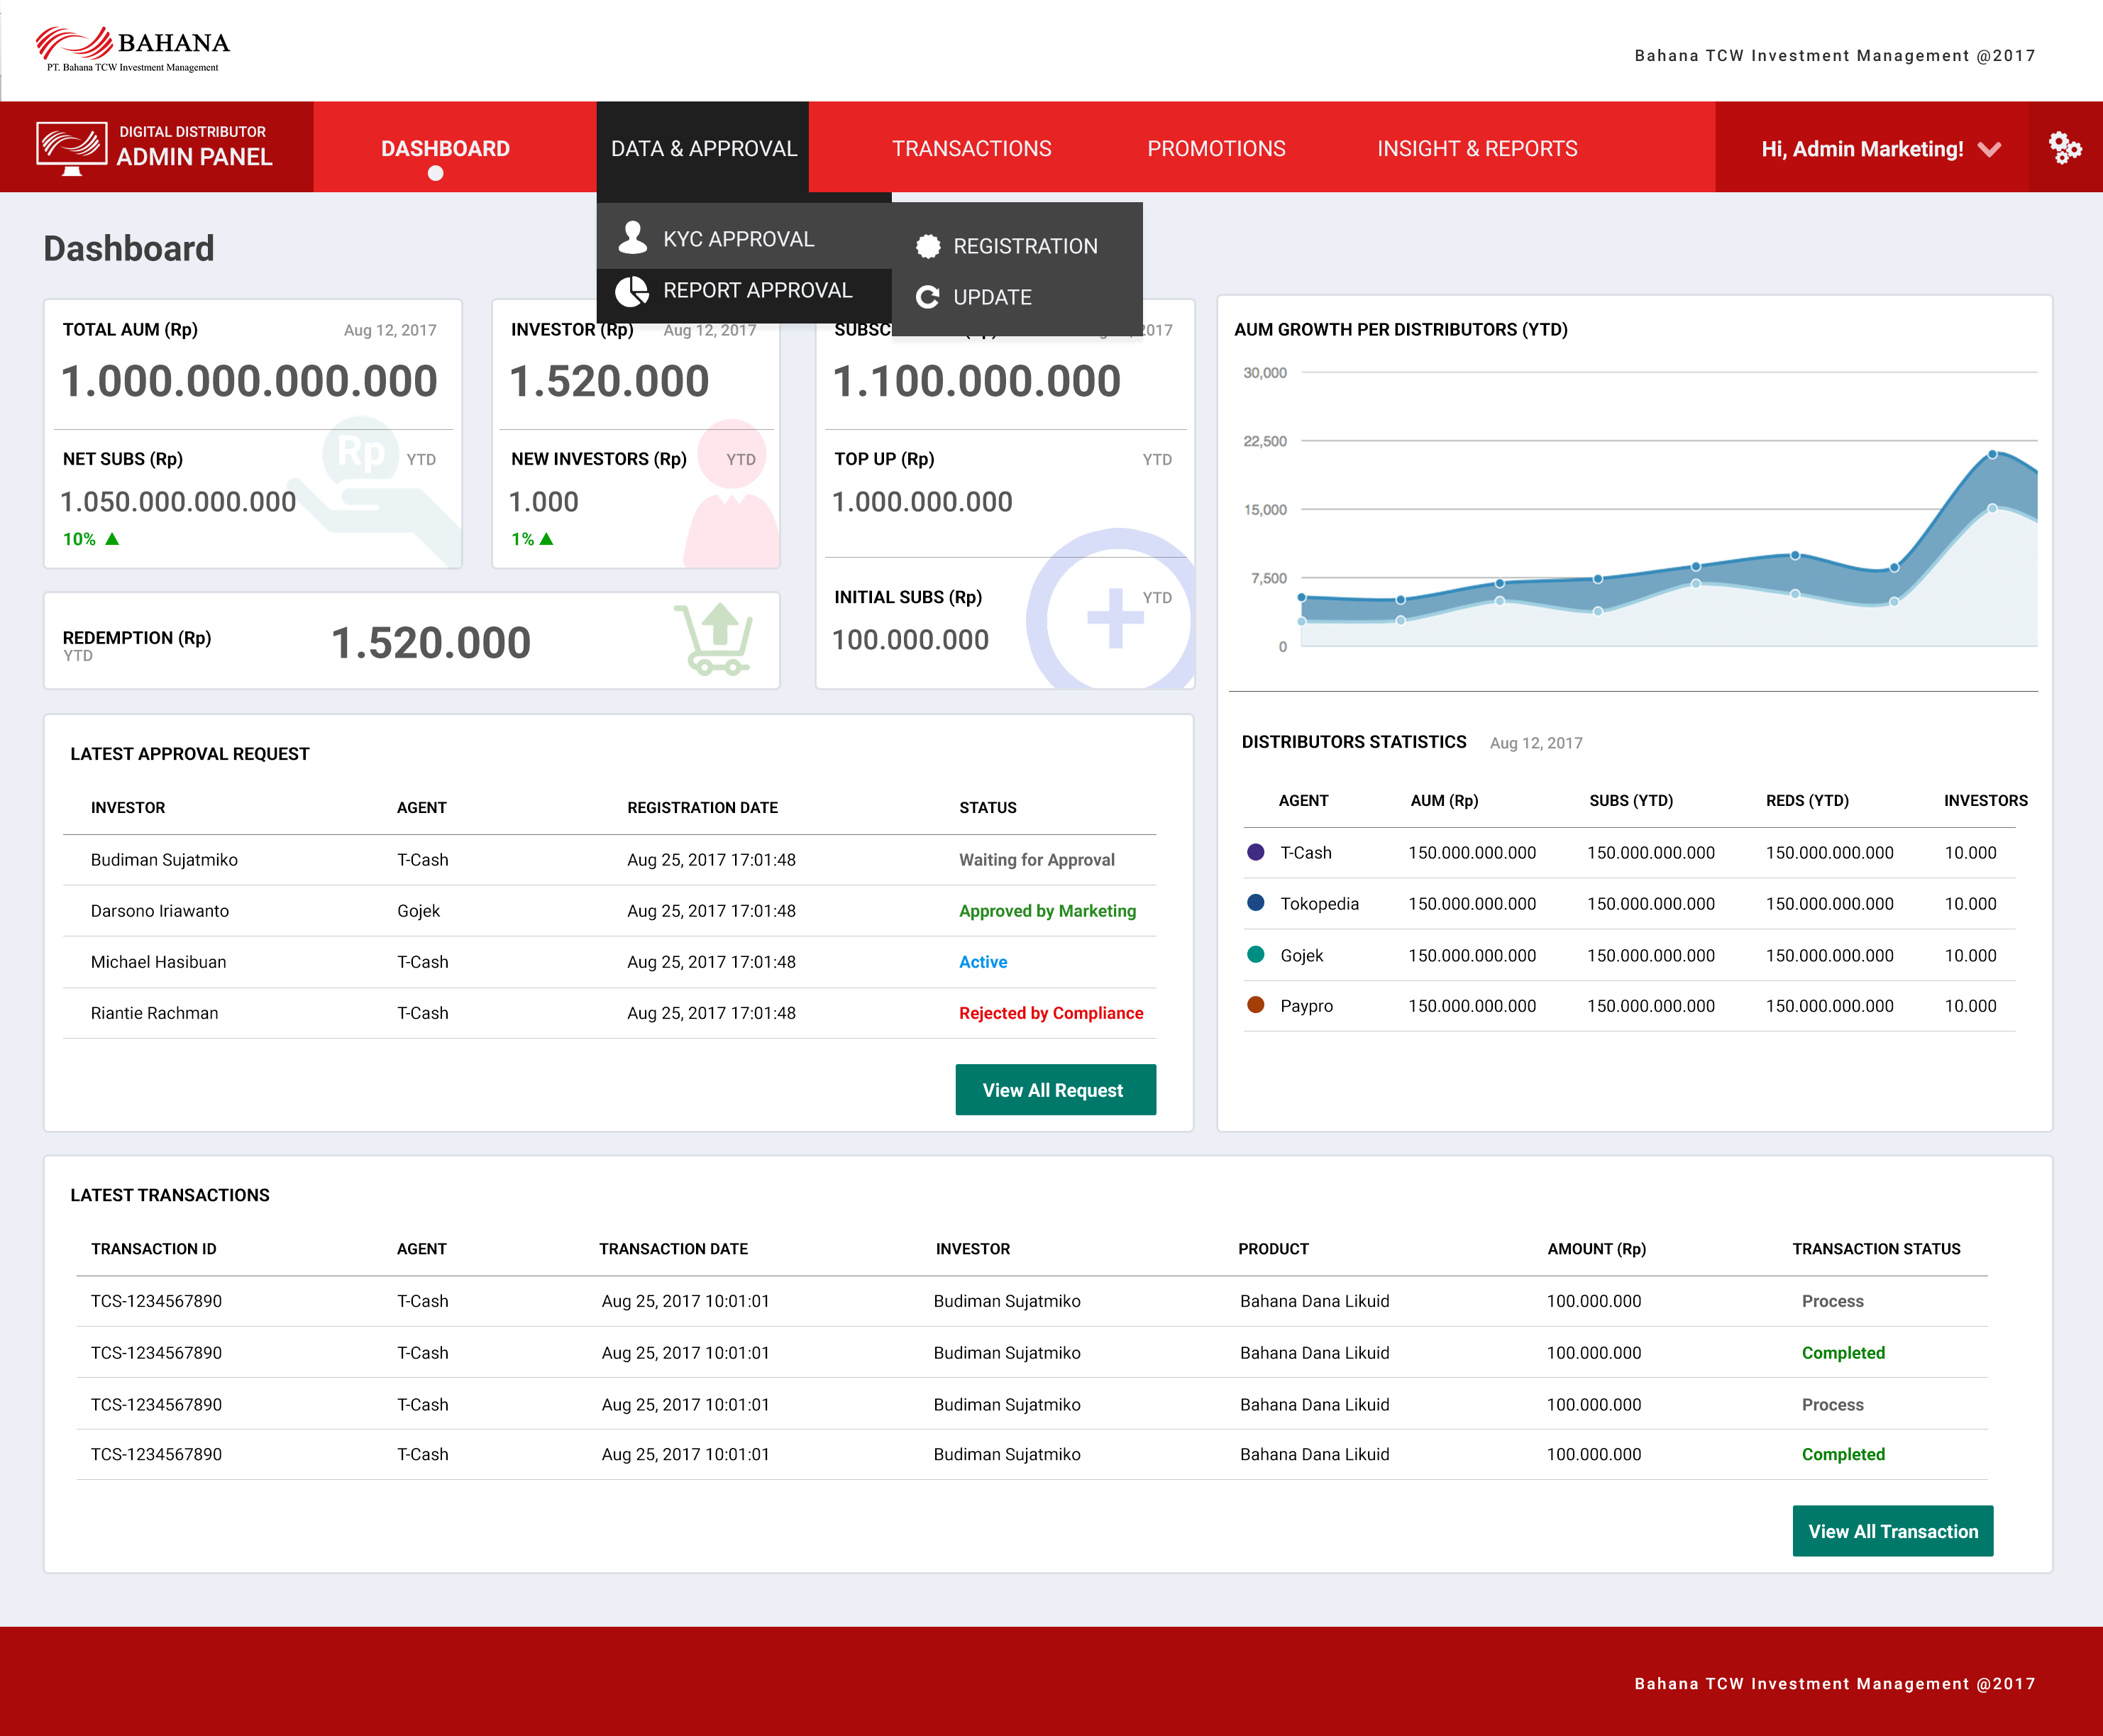 BAHANA
PT. Bahana TCW Investment Management
Bahana TCW Investment Management @2017
DIGITAL DISTRIBUTOR
ADMIN PANEL
DASHBOARD
DATA & APPROVAL
TRANSACTIONS
PROMOTIONS
INSIGHT & REPORTS
Hi, Admin Marketing!
KYC APPROVAL
REPORT APPROVAL
REGISTRATION
UPDATE
Dashboard
TOTAL AUM (Rp) Aug 12, 2017
1.000.000.000.000
NET SUBS (Rp) YTD
Rp
1.050.000.000.000
10%
INVESTOR (Rp) Aug 12, 2017
1.520.000
NEW INVESTORS (Rp) YTD
1.000
1%
2017
1.100.000.000
TOP UP (Rp) YTD
1.000.000.000
INITIAL SUBS (Rp) YTD
100.000.000
REDEMPTION (Rp)
YTD
1.520.000
AUM GROWTH PER DISTRIBUTORS (YTD)
30,000
22,500
15,000
7,500
0
DISTRIBUTORS STATISTICS Aug 12, 2017
AGENT AUM (Rp) SUBS (YTD) REDS (YTD) INVESTORS
T-Cash 150.000.000.000 150.000.000.000 150.000.000.000 10.000
Tokopedia 150.000.000.000 150.000.000.000 150.000.000.000 10.000
Gojek 150.000.000.000 150.000.000.000 150.000.000.000 10.000
Paypro 150.000.000.000 150.000.000.000 150.000.000.000 10.000
LATEST APPROVAL REQUEST
INVESTOR AGENT REGISTRATION DATE STATUS
Budiman Sujatmiko T-Cash Aug 25, 2017 17:01:48 Waiting for Approval
Darsono Iriawanto Gojek Aug 25, 2017 17:01:48 Approved by Marketing
Michael Hasibuan T-Cash Aug 25, 2017 17:01:48 Active
Riantie Rachman T-Cash Aug 25, 2017 17:01:48 Rejected by Compliance
View All Request
LATEST TRANSACTIONS
TRANSACTION ID AGENT TRANSACTION DATE INVESTOR PRODUCT AMOUNT (Rp) TRANSACTION STATUS
TCS-1234567890 T-Cash Aug 25, 2017 10:01:01 Budiman Sujatmiko Bahana Dana Likuid 100.000.000 Process
TCS-1234567890 T-Cash Aug 25, 2017 10:01:01 Budiman Sujatmiko Bahana Dana Likuid 100.000.000 Completed
TCS-1234567890 T-Cash Aug 25, 2017 10:01:01 Budiman Sujatmiko Bahana Dana Likuid 100.000.000 Process
TCS-1234567890 T-Cash Aug 25, 2017 10:01:01 Budiman Sujatmiko Bahana Dana Likuid 100.000.000 Completed
View All Transaction
Bahana TCW Investment Management @2017